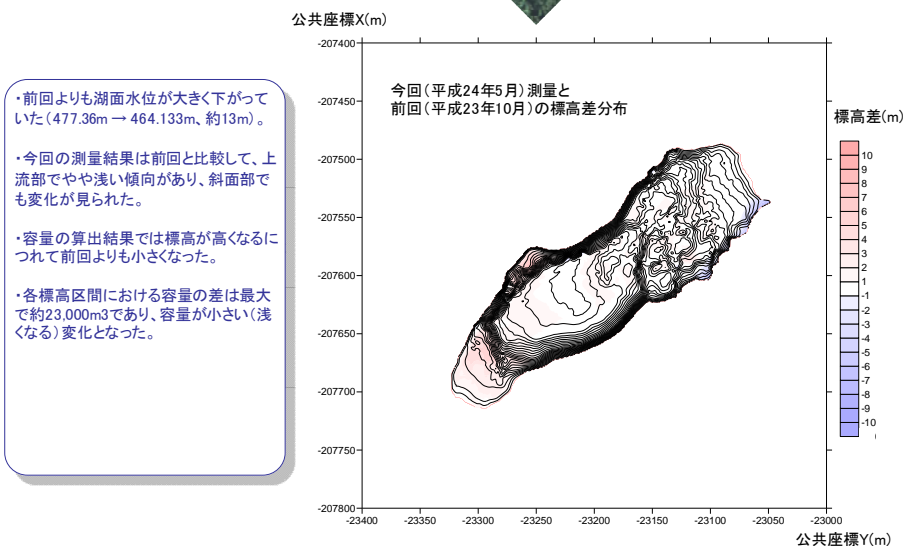 ・前回よりも湖面水位が大きく下がって
いた（477.36m → 464.133m、約13m）。
・今回の測量結果は前回と比較して、上
流部でやや浅い傾向があり、斜面部で
も変化が見られた。
・容量の算出結果では標高が高くなるに
つれて前回よりも小さくなった。
・各標高区間における容量の差は最大
で約23,000m3であり、容量が小さい（浅
くなる）変化となった。
公共座標X(m)
-207400
-207450
-207500
-207550
-207600
-207650
-207700
-207750
-207800
今回（平成24年5月）測量と
前回（平成23年10月）の標高差分布
-23400 -23350 -23300 -23250 -23200 -23150 -23100 -23050 -23000
公共座標Y(m)
標高差(m)
10
9
8
7
6
5
4
3
2
1
-1
-2
-3
-4
-5
-6
-7
-8
-9
-10